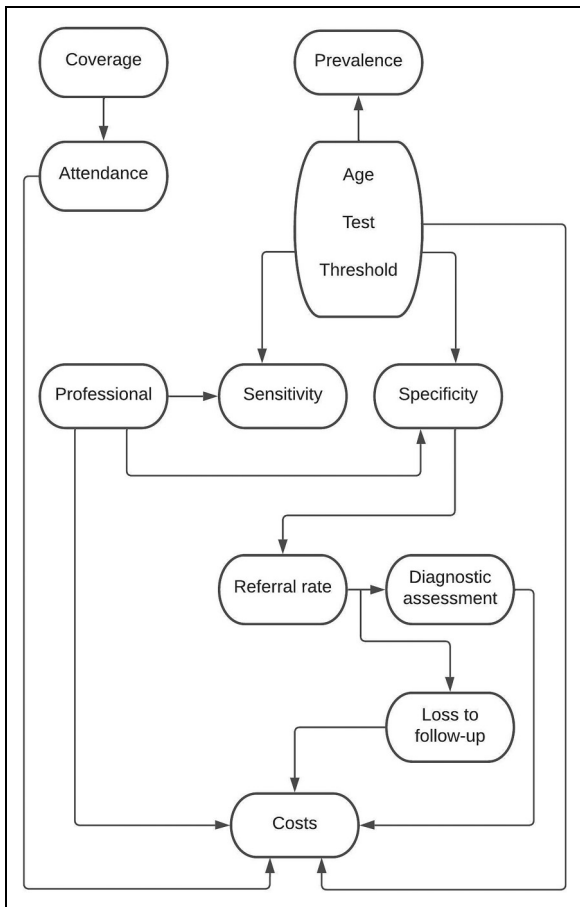 Coverage
Prevalence
Attendance
Age
Test
Threshold
Professional
Sensitivity
Specificity
Referral rate
Diagnostic
assessment
Loss to
follow-up
Costs